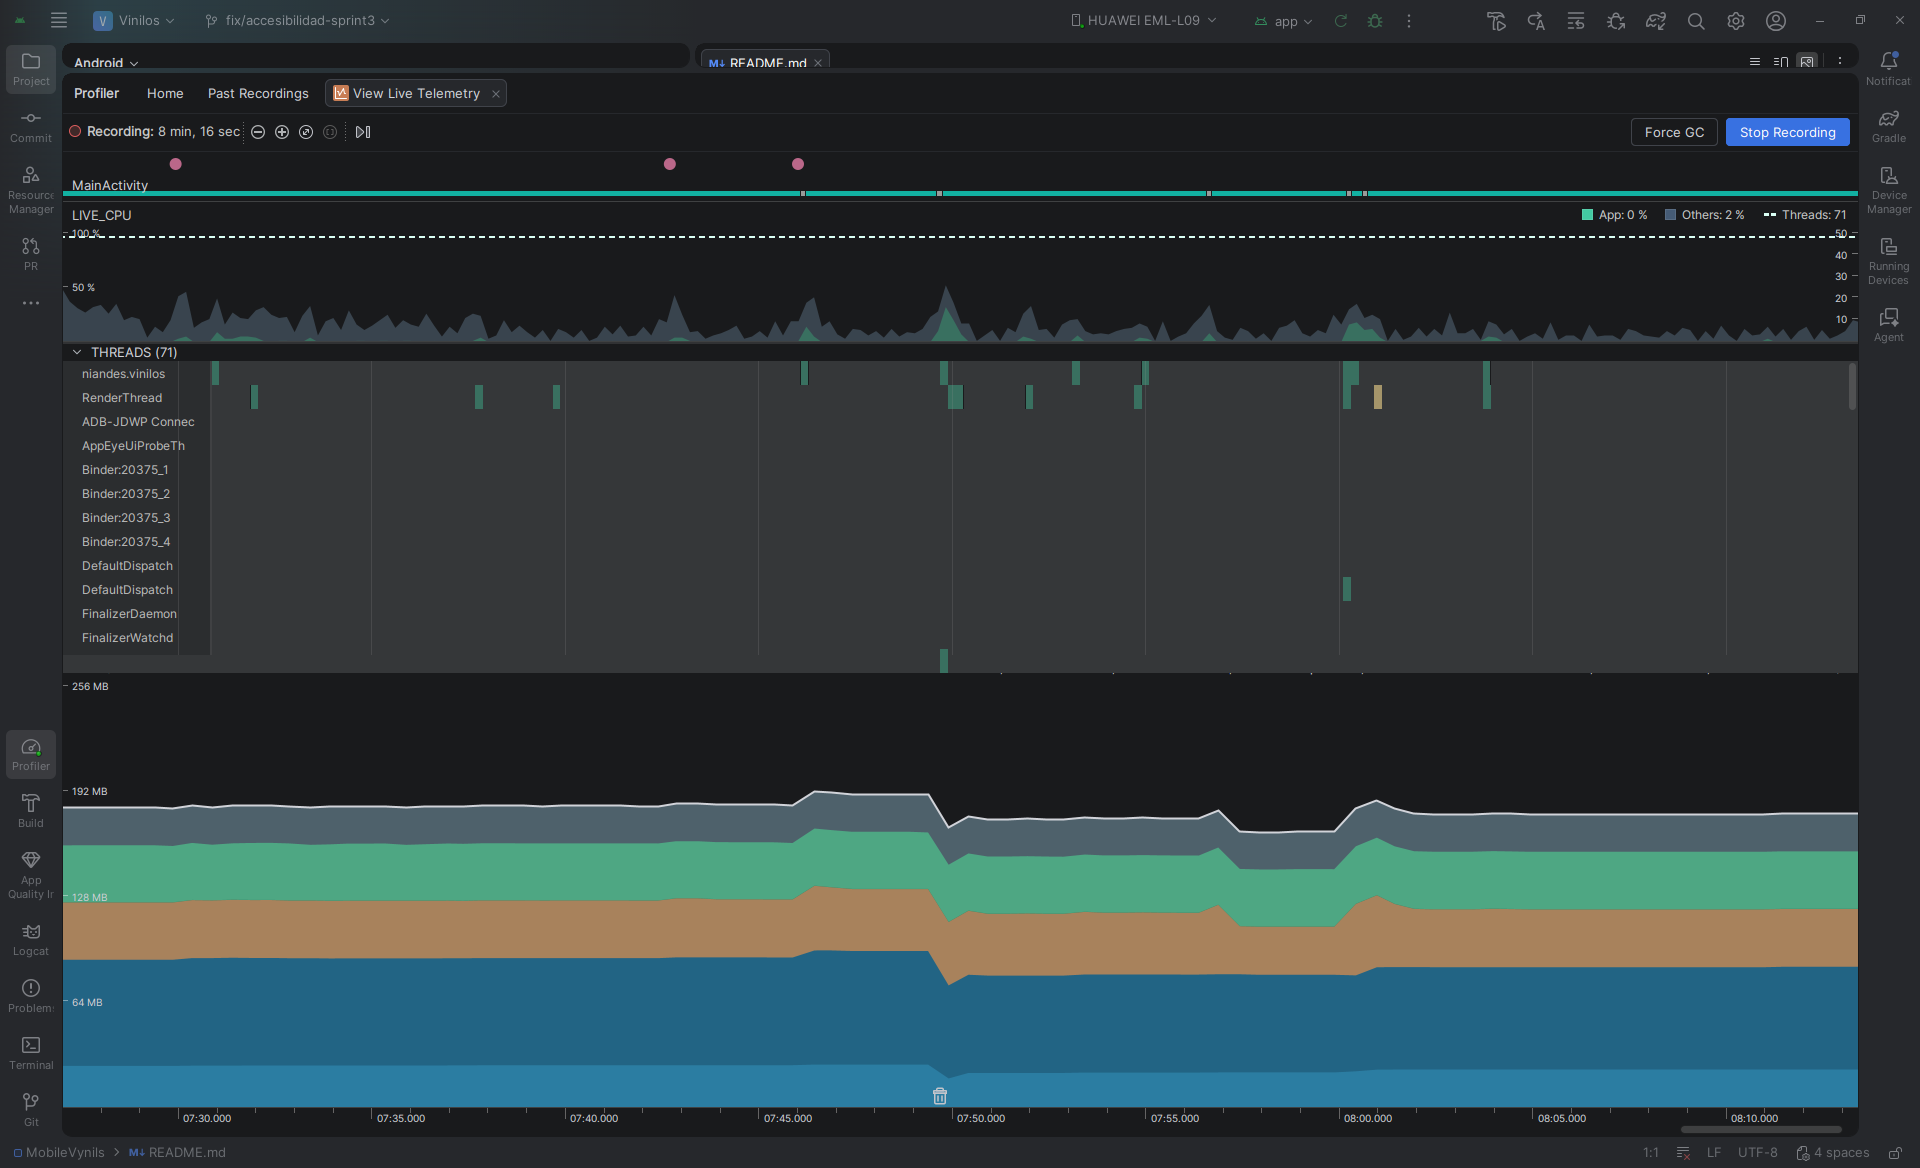 V Vinilos fix/accesibilidad-sprint3 HUAWEI EML-L09 app
Android
README.md
Project
Commit
Resource
Manager
PR
Profiler Home Past Recordings View Live Telemetry
Recording: 8 min, 16 sec Force GC Stop Recording
MainActivity
LIVE_CPU App: 0 % Others: 2 % Threads: 71
100 % 50
40
50 % 30
20
10
THREADS (71)
niandes.vinilos
RenderThread
ADB-JDWP Connec
AppEyeUiProbeTh
Binder:20375_1
Binder:20375_2
Binder:20375_3
Binder:20375_4
DefaultDispatch
DefaultDispatch
FinalizerDaemon
FinalizerWatchd
256 MB
192 MB
128 MB
64 MB
07:30.000 07:35.000 07:40.000 07:45.000 07:50.000 07:55.000 08:00.000 08:05.000 08:10.000
Profiler
Build
App
Quality In
Logcat
Problems
Terminal
Git
Notificat
Gradle
Device
Manager
Running
Devices
Agent
MobileVynils > M↓ README.md 1:1 LF UTF-8 4 spaces